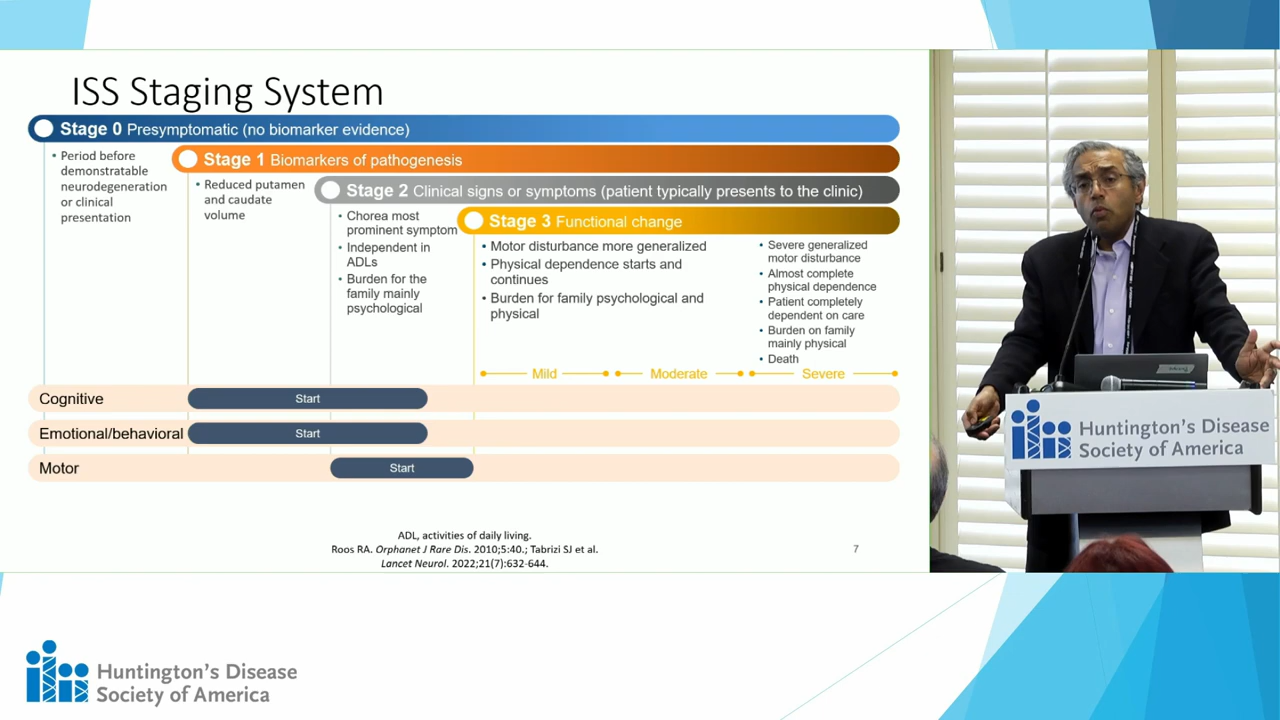 ISS Staging System
Stage 0 Presymptomatic (no biomarker evidence)
• Period before
demonstratable
neurodegeneration
or clinical
presentation
Stage 1 Biomarkers of pathogenesis
• Reduced putamen
and caudate
volume
Stage 2 Clinical signs or symptoms (patient typically presents to the clinic)
• Chorea most
prominent symptom
• Independent in
ADLs
• Burden for the
family mainly
psychological
Stage 3 Functional change
• Motor disturbance more generalized
• Physical dependence starts and
continues
• Burden for family psychological and
physical
• Severe generalized
motor disturbance
• Almost complete
physical dependence
• Patient completely
dependent on care
• Burden on family
mainly physical
• Death
Mild
Moderate
Severe
Cognitive
Start
Emotional/behavioral
Start
Motor
Start
ADL, activities of daily living.
Roos RA. Orphanet J Rare Dis. 2010;5:40.; Tabrizi SJ et al.
Lancet Neurol. 2022;21(7):632-644.
7
Huntington's Disease
Society of America
Huntington's Disease
Society of America